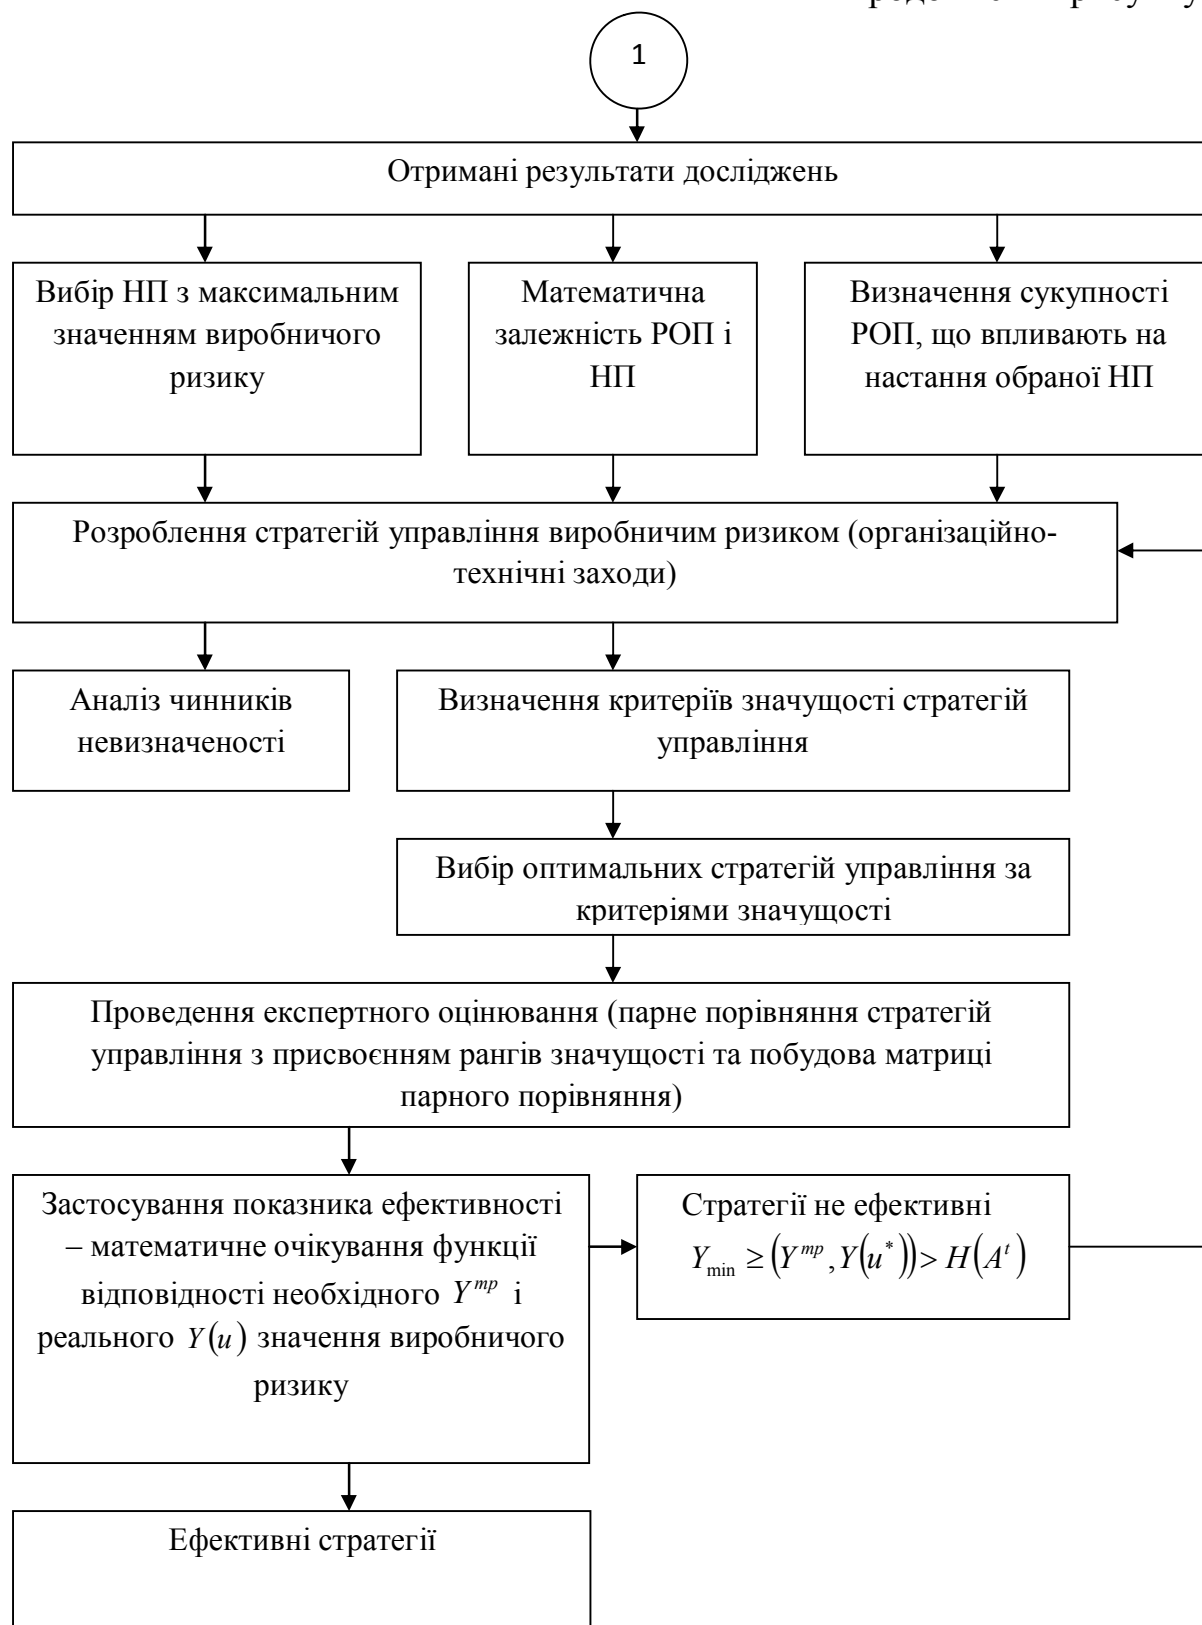 1
Отримані результати досліджень
Вибір НП з максимальним
значенням виробничого
ризику
Математична
залежність РОП і
НП
Визначення сукупності
РОП, що впливають на
настання обраної НП
Розроблення стратегій управління виробничим ризиком (організаційно-
технічні заходи)
Аналіз чинників
невизначеності
Визначення критеріїв значущості стратегій
управління
Вибір оптимальних стратегій управління за
критеріями значущості
Проведення експертного оцінювання (парне порівняння стратегій
управління з присвоєнням рангів значущості та побудова матриці
парного порівняння)
Застосування показника ефективності
– математичне очікування функції
відповідності необхідного Y^{mp} і
реального Y(u) значення виробничого
ризику
Стратегії не ефективні
Y_{min} ≥ (Y^{mp}, Y(u^*)) > H(A^t)
Ефективні стратегії